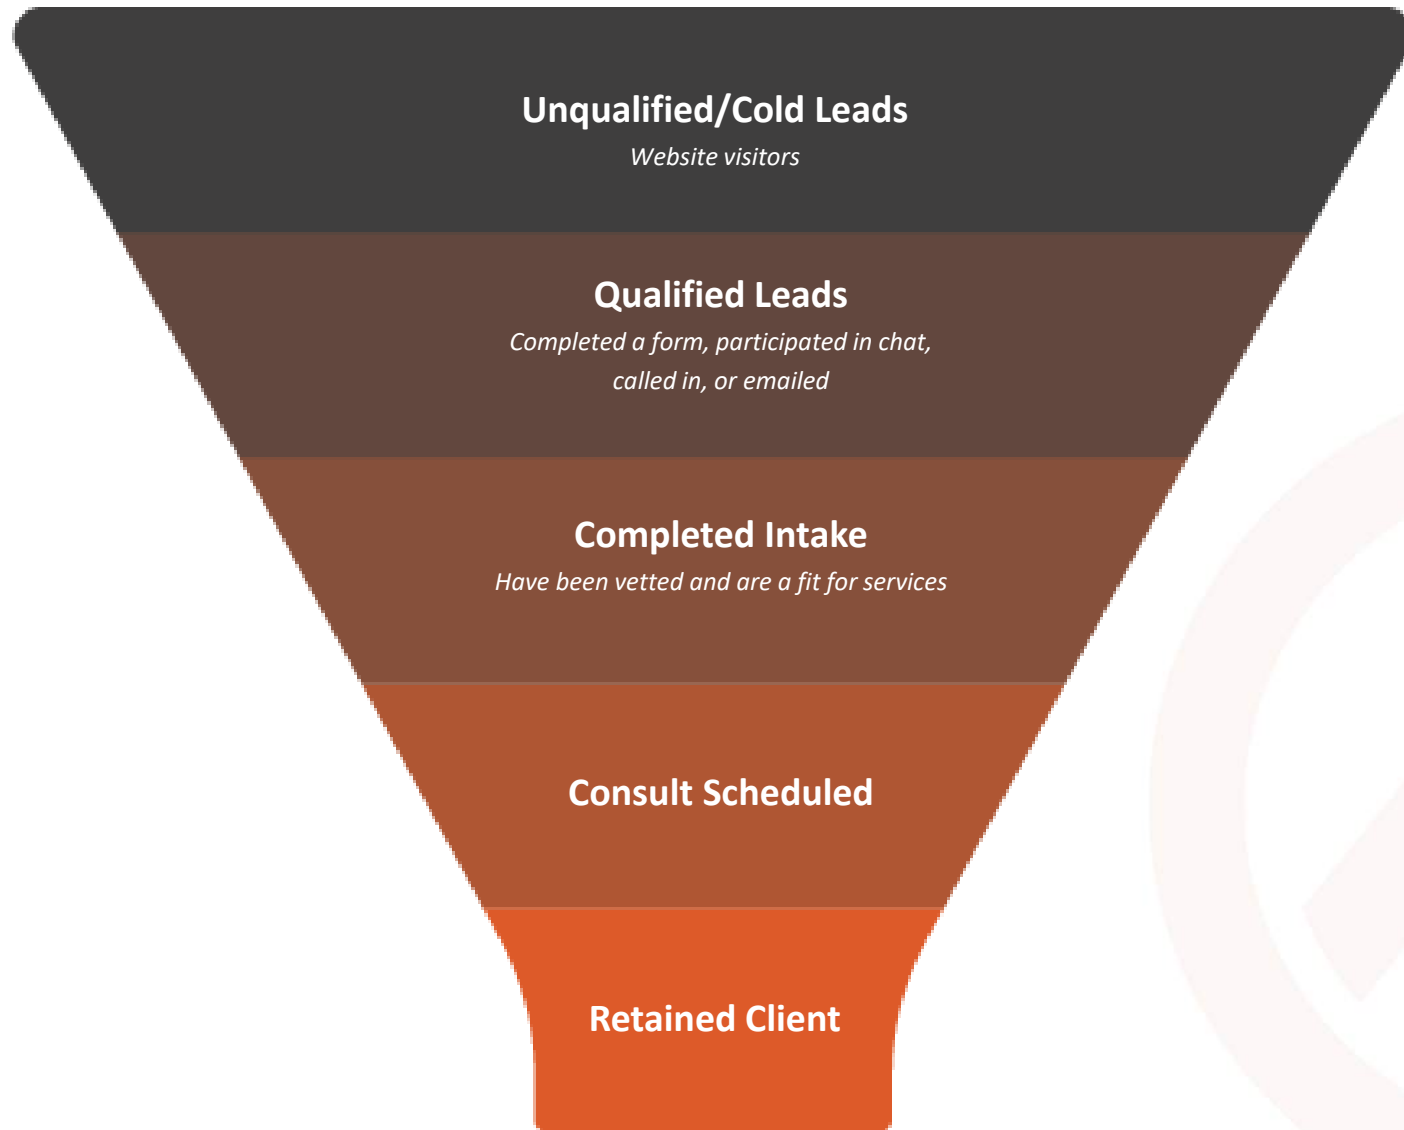 Unqualified/Cold Leads
Website visitors
Qualified Leads
Completed a form, participated in chat,
called in, or emailed
Completed Intake
Have been vetted and are a fit for services
Consult Scheduled
Retained Client